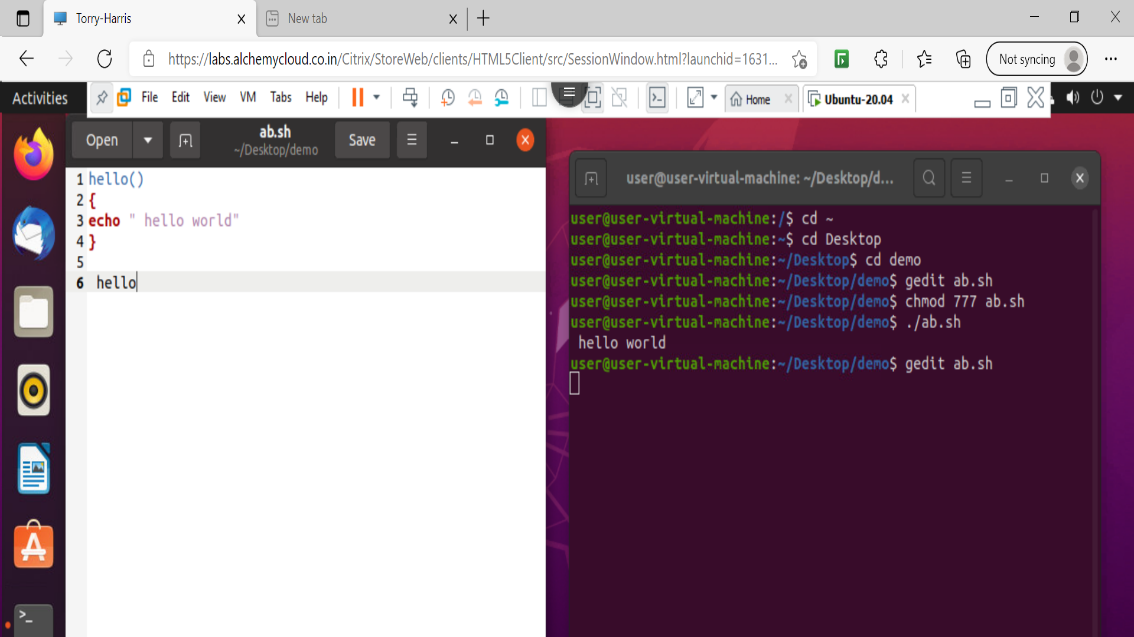 Torry-Harris
New tab
https://labs.alchemycloud.co.in/Citrix/StoreWeb/clients/HTML5Client/src/SessionWindow.html?launchid=1631...
Not syncing
Activities
File Edit View VM Tabs Help
Home
Ubuntu-20.04
Open
ab.sh
~/Desktop/demo
Save
1 hello()
2 {
3 echo " hello world"
4 }
5
6 hello
user@user-virtual-machine: ~/Desktop/d...
user@user-virtual-machine:/$ cd ~
user@user-virtual-machine:~$ cd Desktop
user@user-virtual-machine:~/Desktop$ cd demo
user@user-virtual-machine:~/Desktop/demo$ gedit ab.sh
user@user-virtual-machine:~/Desktop/demo$ chmod 777 ab.sh
user@user-virtual-machine:~/Desktop/demo$ ./ab.sh
hello world
user@user-virtual-machine:~/Desktop/demo$ gedit ab.sh